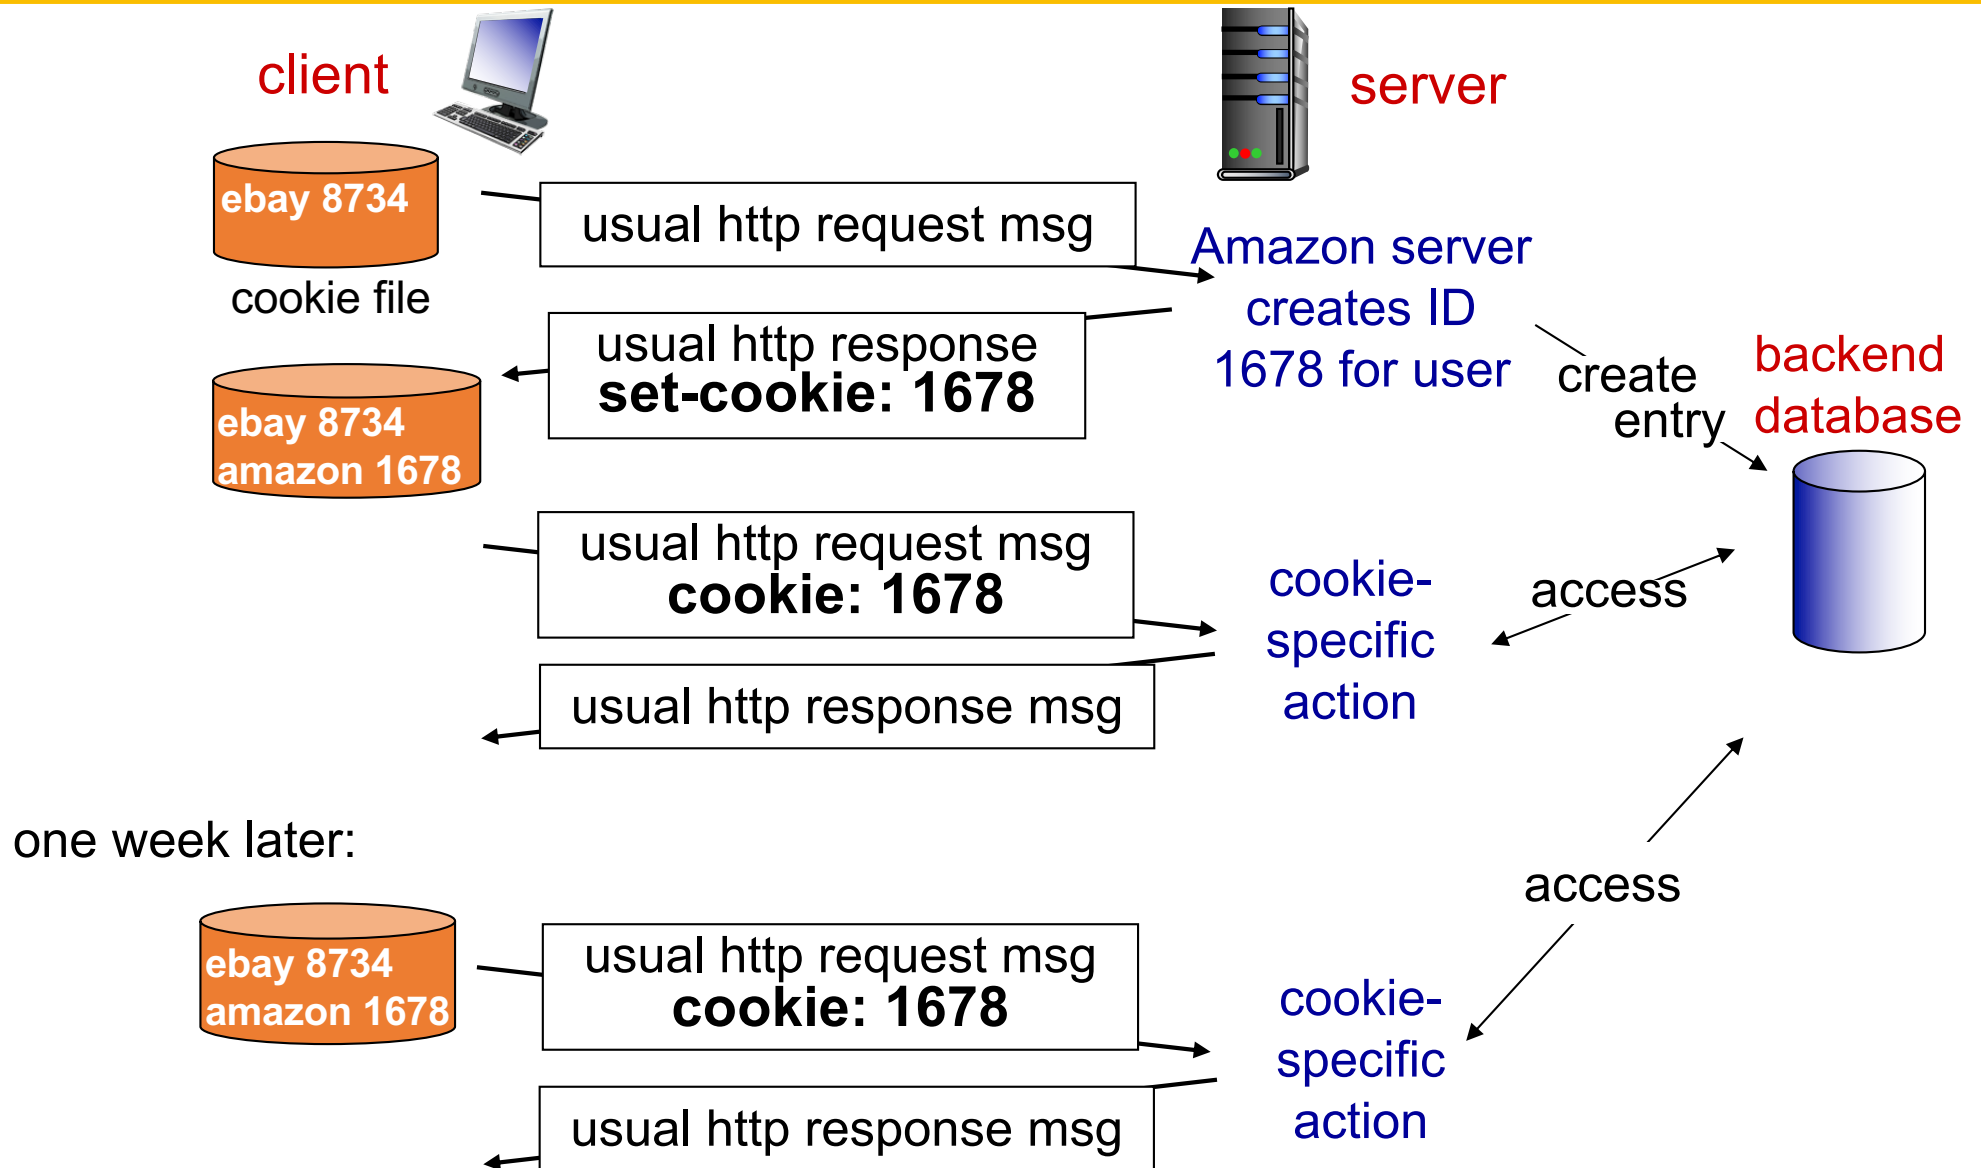 client
server
ebay 8734
cookie file
usual http request msg
Amazon server
creates ID
1678 for user
usual http response
set-cookie: 1678
create
entry
backend
database
ebay 8734
amazon 1678
usual http request msg
cookie: 1678
cookie-
specific
action
access
usual http response msg
one week later:
access
ebay 8734
amazon 1678
usual http request msg
cookie: 1678
cookie-
specific
action
usual http response msg